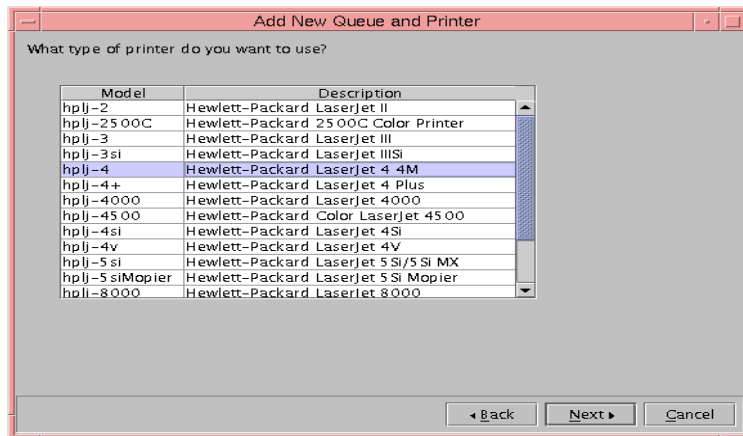 Add New Queue and Printer
What type of printer do you want to use?
Model Description
hplj-2 Hewlett-Packard LaserJet II
hplj-2500C Hewlett-Packard 2500C Color Printer
hplj-3 Hewlett-Packard LaserJet III
hplj-3si Hewlett-Packard LaserJet IIISi
hplj-4 Hewlett-Packard LaserJet 4 4M
hplj-4+ Hewlett-Packard LaserJet 4 Plus
hplj-4000 Hewlett-Packard LaserJet 4000
hplj-4500 Hewlett-Packard Color LaserJet 4500
hplj-4si Hewlett-Packard LaserJet 4Si
hplj-4v Hewlett-Packard LaserJet 4V
hplj-5si Hewlett-Packard LaserJet 5Si/5Si MX
hplj-5siMopier Hewlett-Packard LaserJet 5Si Mopier
hplj-8000 Hewlett-Packard LaserJet 8000
Back Next Cancel